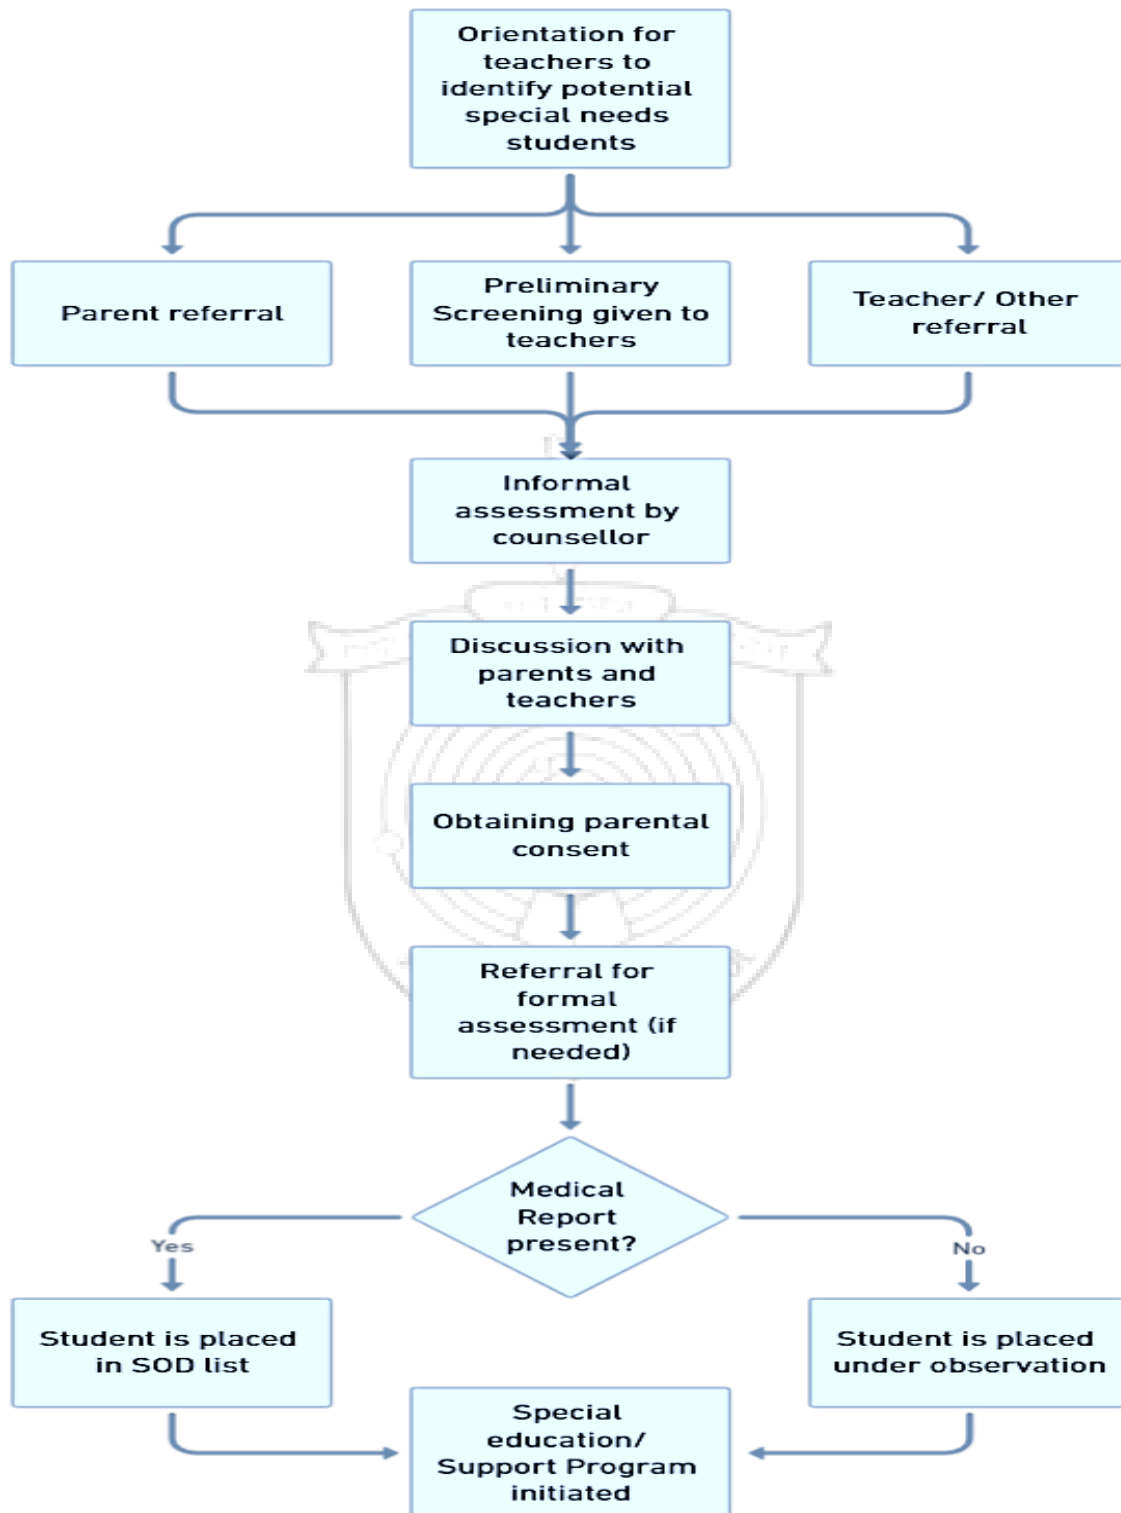 Orientation for
teachers to
identify potential
special needs
students
Parent referral
Preliminary
Screening given to
teachers
Teacher/ Other
referral
Informal
assessment by
counsellor
Discussion with
parents and
teachers
Obtaining parental
consent
Referral for
formal
assessment (if
needed)
Medical
Report
present?
Yes
No
Student is placed
in SOD list
Student is placed
under observation
Special
education/
Support Program
initiated